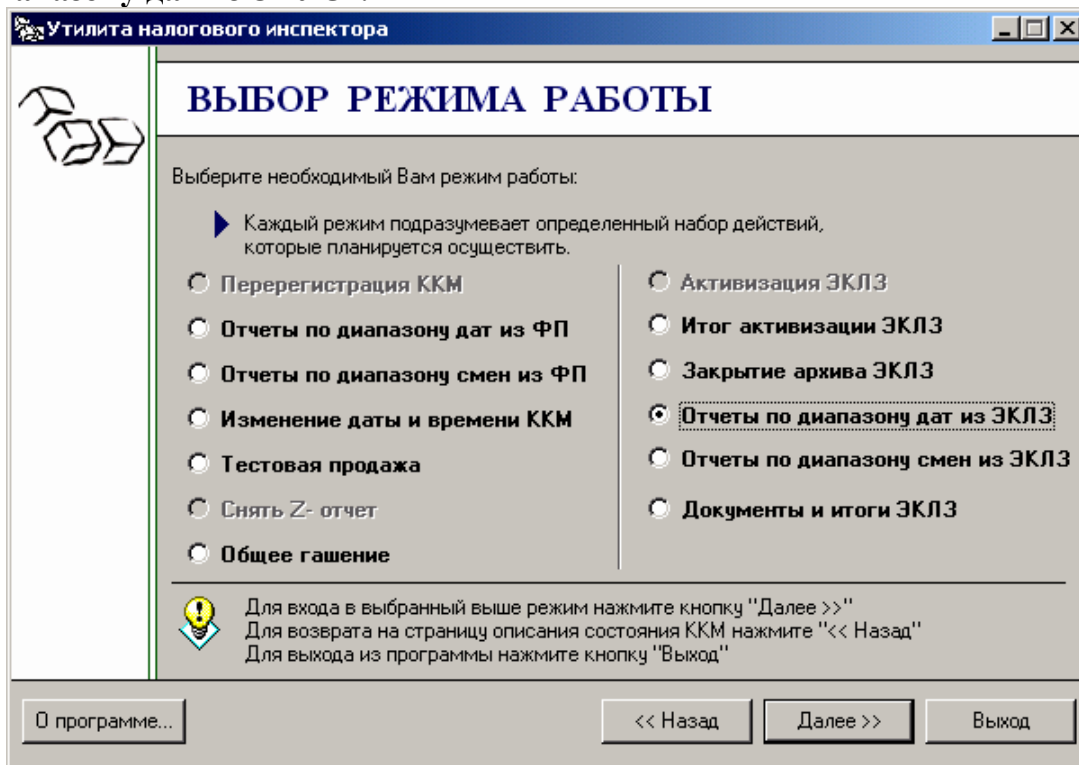 Утилита налогового инспектора
ВЫБОР РЕЖИМА РАБОТЫ
Выберите необходимый Вам режим работы:
Каждый режим подразумевает определенный набор действий,
которые планируется осуществить.
Перерегистрация ККМ
Отчеты по диапазону дат из ФП
Отчеты по диапазону смен из ФП
Изменение даты и времени ККМ
Тестовая продажа
Снять Z- отчет
Общее гашение
Активизация ЭКЛЗ
Итог активизации ЭКЛЗ
Закрытие архива ЭКЛЗ
Отчеты по диапазону дат из ЭКЛЗ
Отчеты по диапазону смен из ЭКЛЗ
Документы и итоги ЭКЛЗ
Для входа в выбранный выше режим нажмите кнопку "Далее >>"
Для возврата на страницу описания состояния ККМ нажмите "<< Назад"
Для выхода из программы нажмите кнопку "Выход"
О программе...
<< Назад
Далее >>
Выход